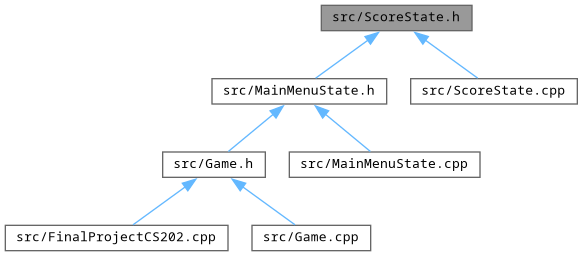 src/ScoreState.h
src/MainMenuState.h
src/ScoreState.cpp
src/Game.h
src/MainMenuState.cpp
src/FinalProjectCS202.cpp
src/Game.cpp